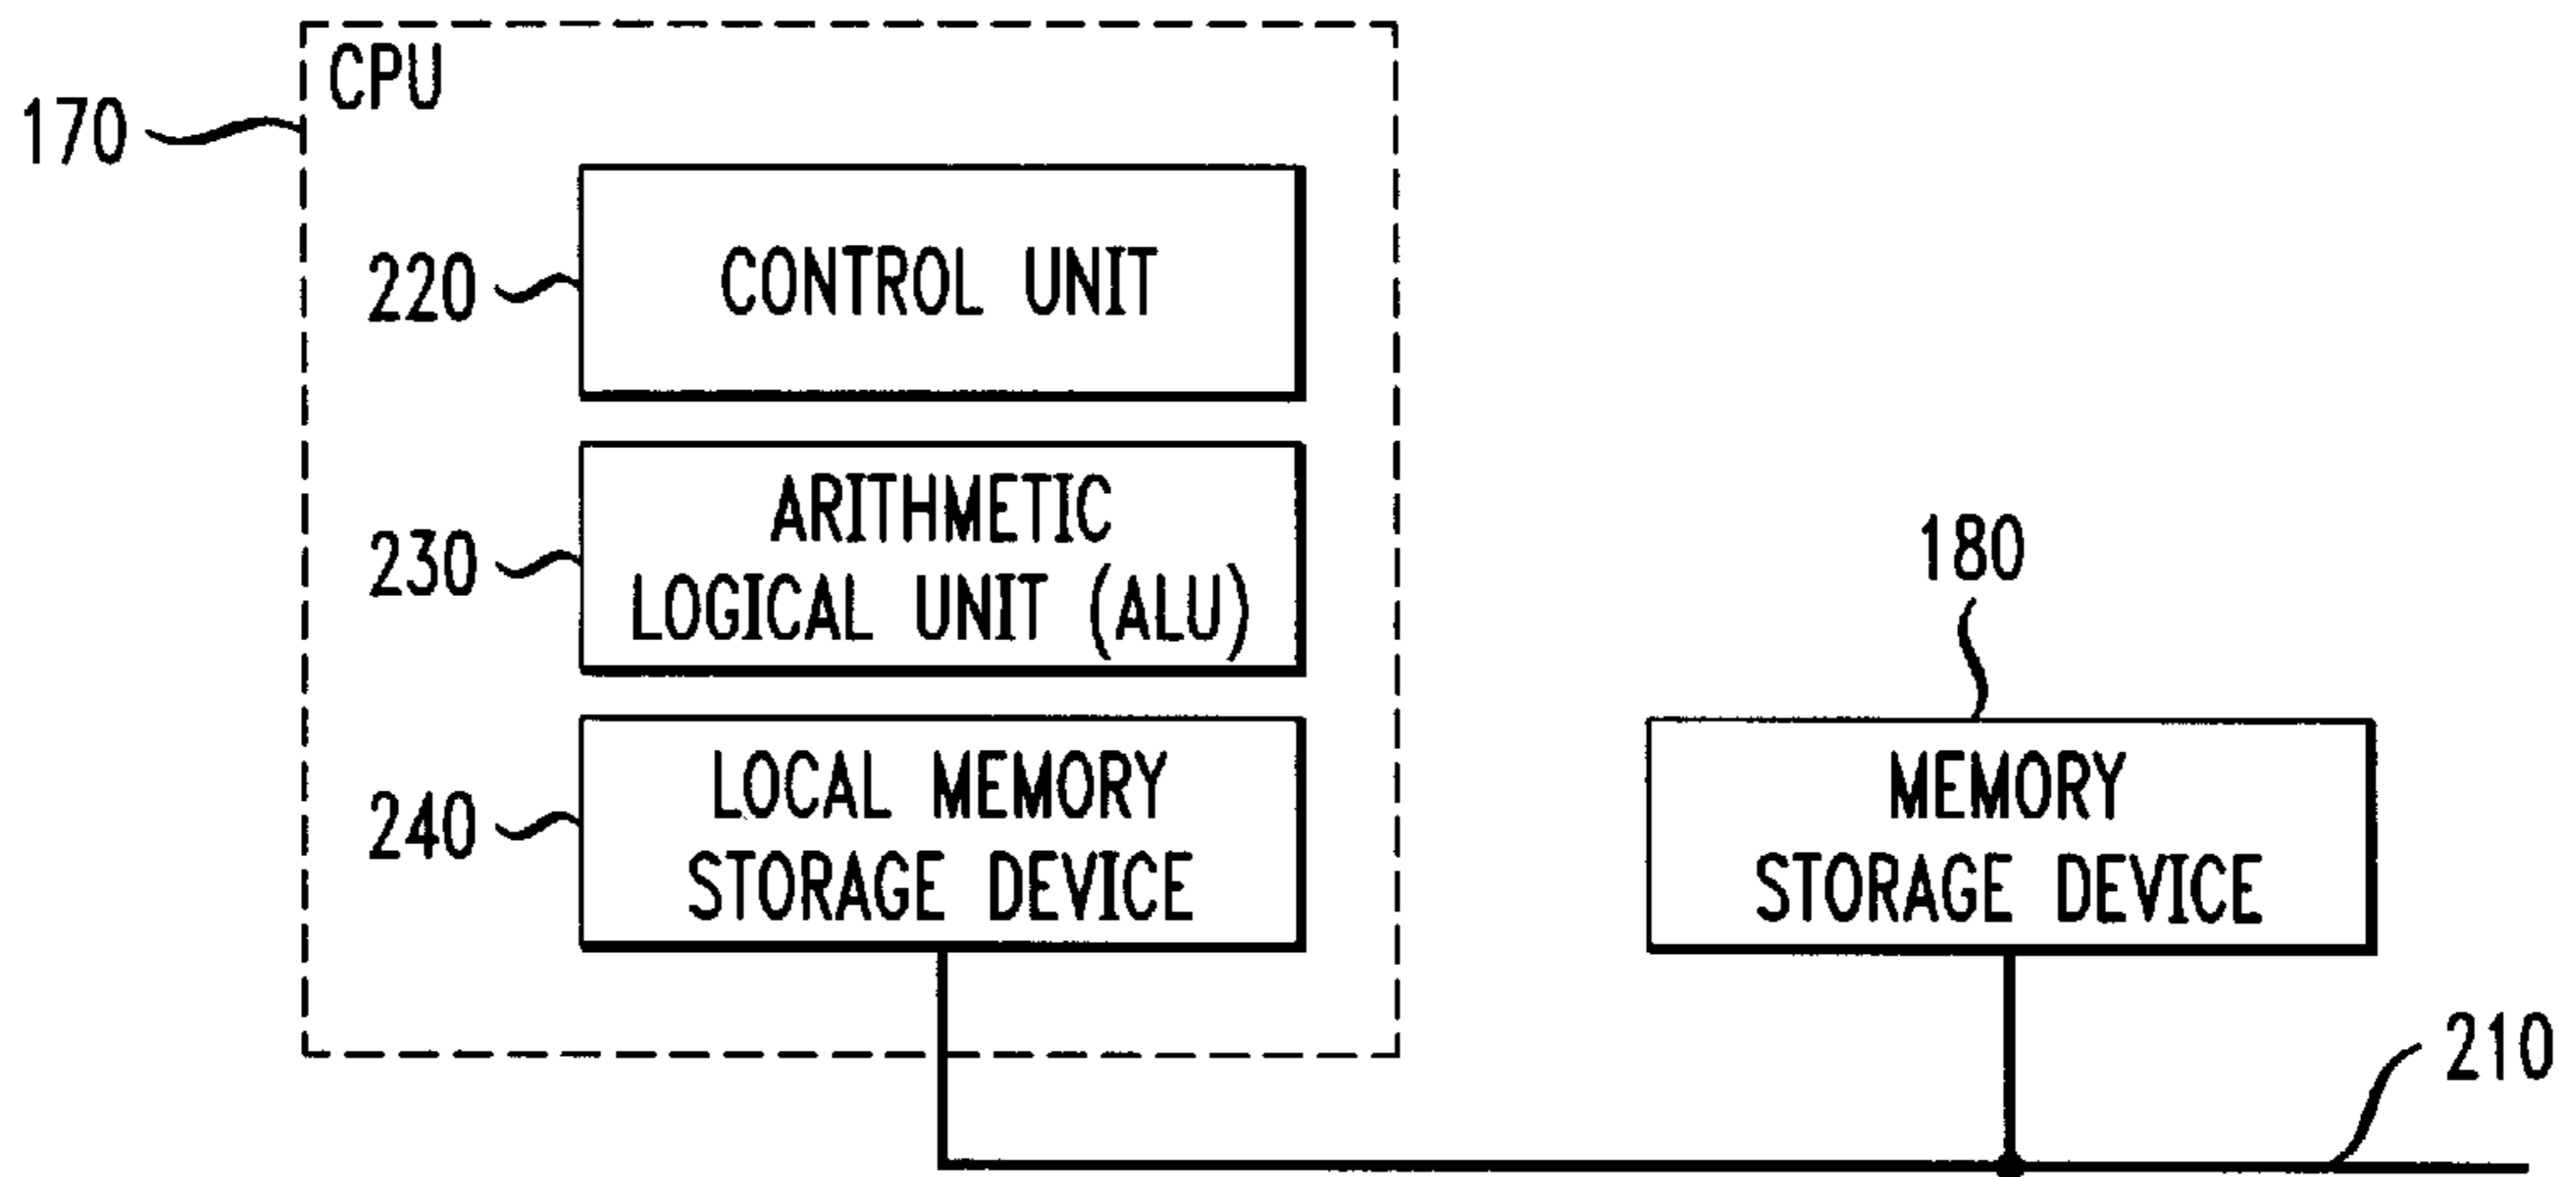 CPU
170
220
CONTROL UNIT
230
ARITHMETIC
LOGICAL UNIT (ALU)
240
LOCAL MEMORY
STORAGE DEVICE
180
MEMORY
STORAGE DEVICE
210